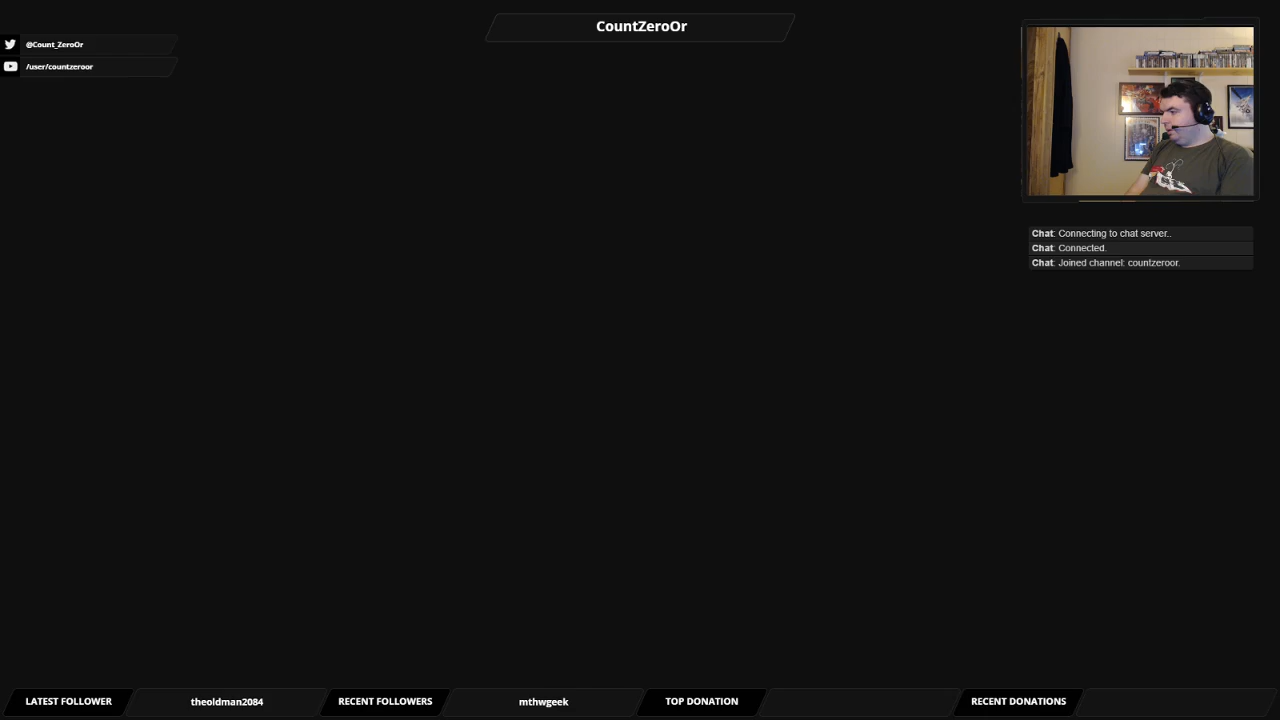 CountZeroOr
@Count_ZeroOr
/user/countzeroor
Chat: Connecting to chat server..
Chat: Connected.
Chat: Joined channel: countzeroor.
LATEST FOLLOWER
theoldman2084
RECENT FOLLOWERS
mthwgeek
TOP DONATION
RECENT DONATIONS